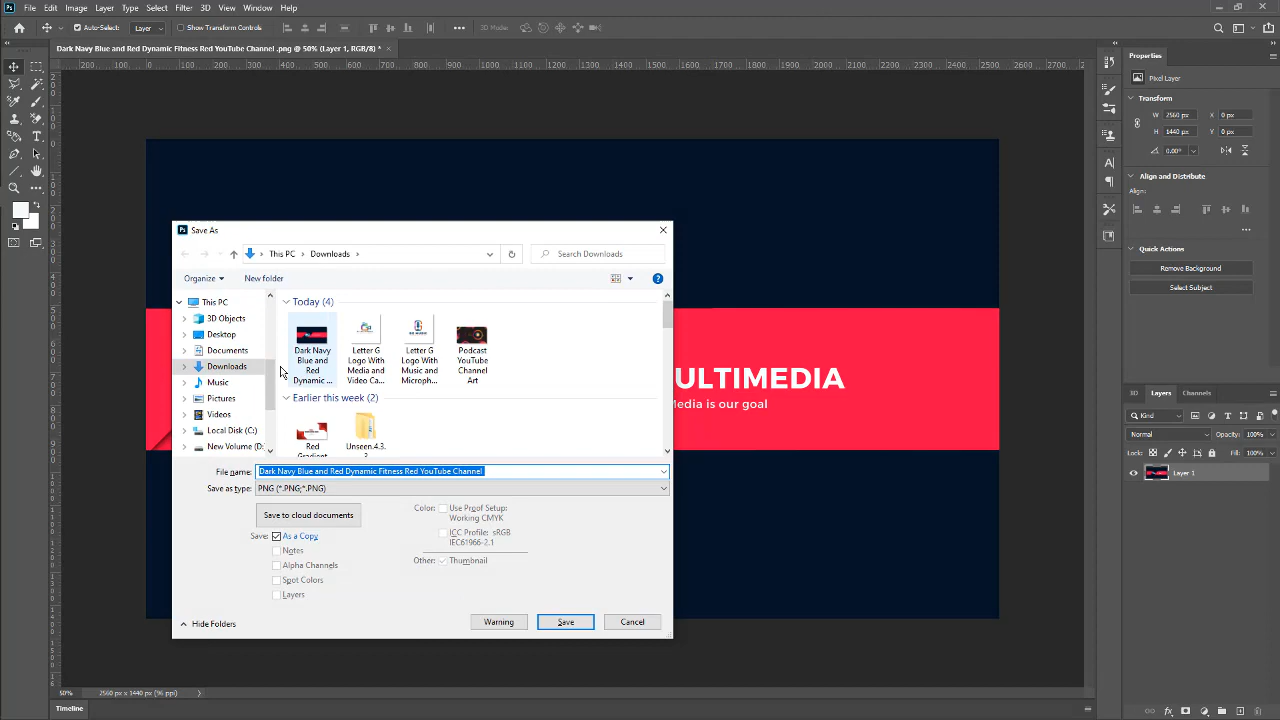 File Edit Image Layer Type Select Filter 3D View Window Help
Auto-Select: Layer Show Transform Controls 3D Mode:
Dark Navy Blue and Red Dynamic Fitness Red YouTube Channel .png @ 50% (Layer 1, RGB/8) *
Save As
This PC Downloads
Search Downloads
Organize New folder
This PC
3D Objects
Desktop
Documents
Downloads
Music
Pictures
Videos
Local Disk (C:)
New Volume (D:
Today (4)
Dark Navy Blue and Red Dynamic ...
Letter G Logo With Media and Video Ca...
Letter G Logo With Music and Microph...
Podcast YouTube Channel Art
Earlier this week (2)
Red Gradient
Unseen.4.3.
File name: Dark Navy Blue and Red Dynamic Fitness Red YouTube Channel
Save as type: PNG (*.PNG;*.PNG)
Save to cloud documents
Save: As a Copy
Notes
Alpha Channels
Spot Colors
Layers
Color: Use Proof Setup:
Working CMYK
ICC Profile: sRGB
IEC61966-2.1
Other: Thumbnail
Hide Folders
Warning Save Cancel
ULTIMEDIA
Media is our goal
Properties
Pixel Layer
Transform
W 2560 px X 0 px
H 1440 px Y 0 px
0.00°
Align and Distribute
Align:
Quick Actions
Remove Background
Select Subject
3D Layers Channels
Kind
Normal Opacity: 100%
Lock: Fill: 100%
Layer 1
50% 2560 px x 1440 px (96 ppi)
Timeline